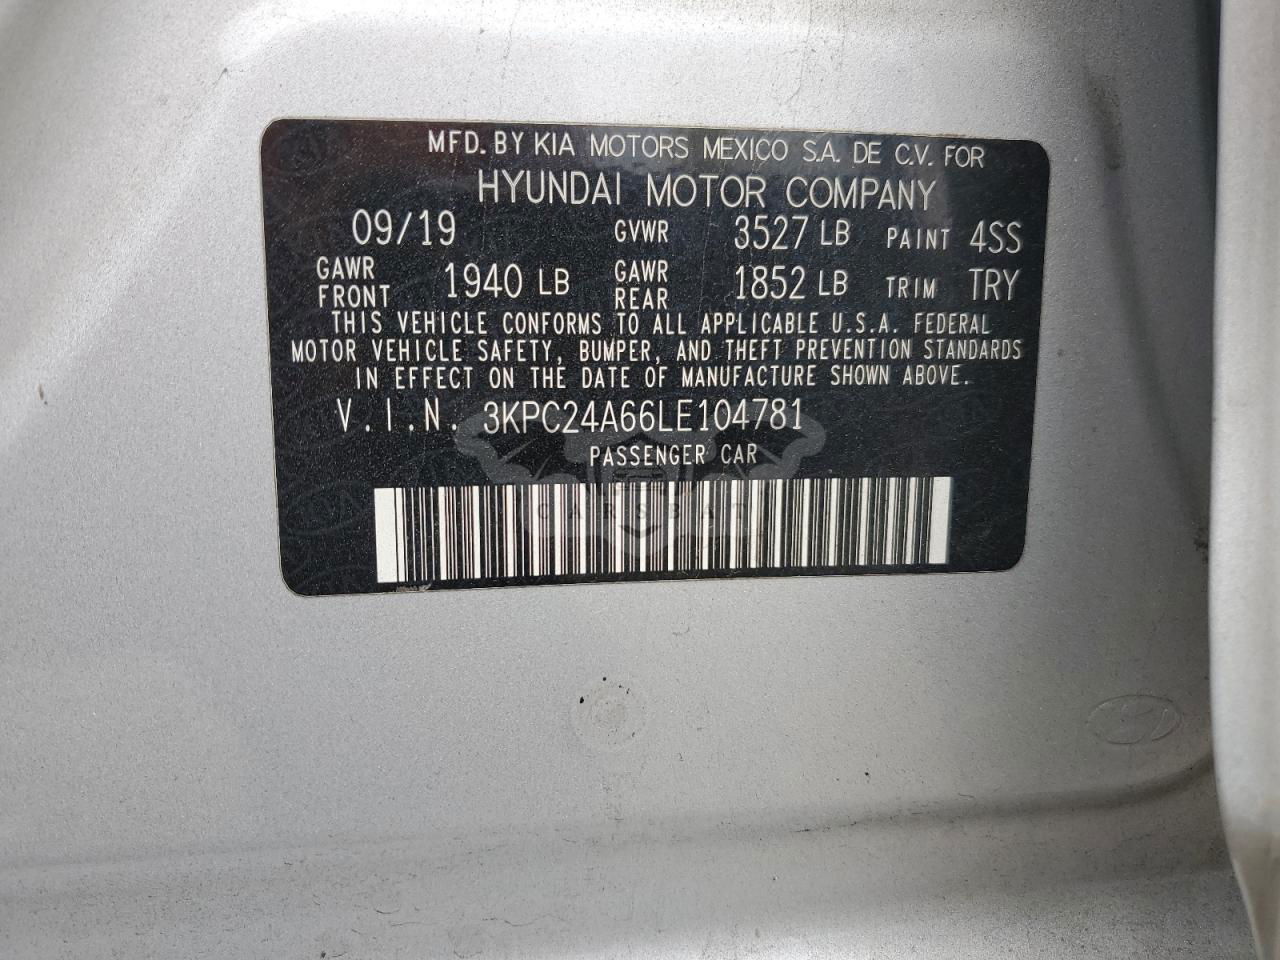 MFD. BY KIA MOTORS MEXICO S.A. DE C.V. FOR
HYUNDAI MOTOR COMPANY
09/19 GVWR 3527 LB PAINT 4SS
GAWR FRONT 1940 LB GAWR REAR 1852 LB TRIM TRY
THIS VEHICLE CONFORMS TO ALL APPLICABLE U.S.A. FEDERAL
MOTOR VEHICLE SAFETY, BUMPER, AND THEFT PREVENTION STANDARDS
IN EFFECT ON THE DATE OF MANUFACTURE SHOWN ABOVE.
V.I.N. 3KPC24A66LE104781
PASSENGER CAR
CARSBAT